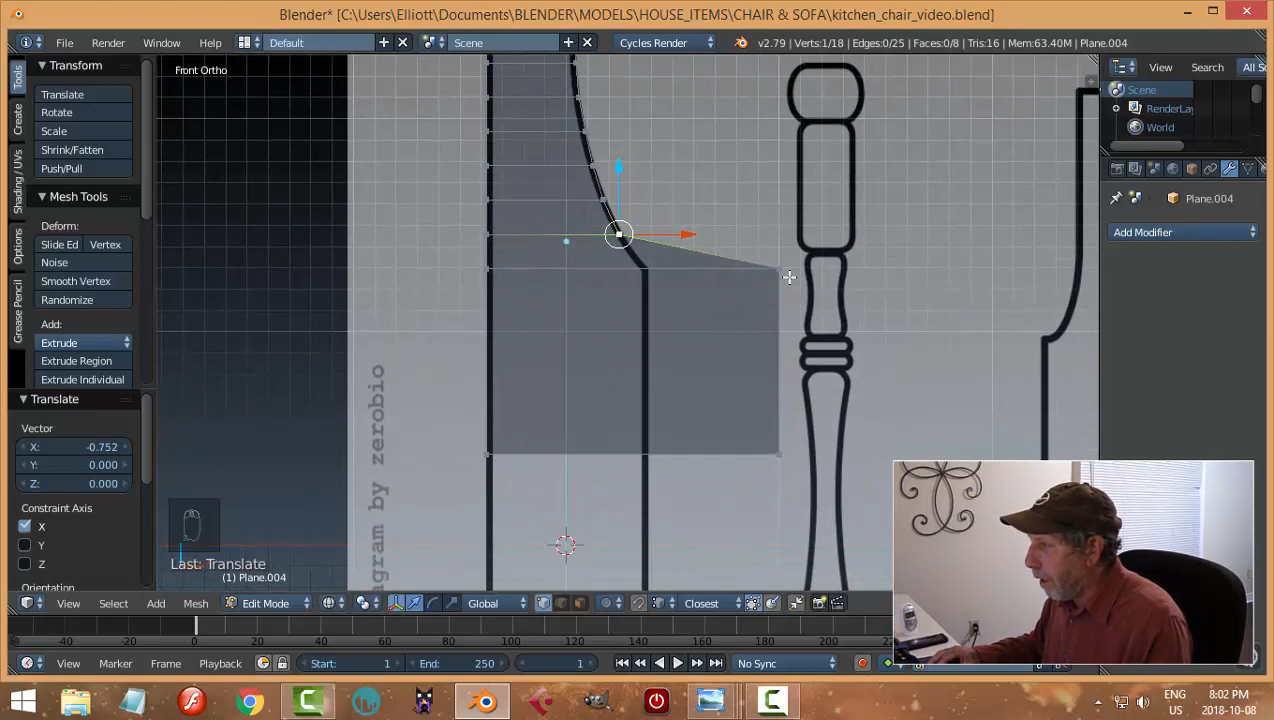 Blender* [C:\Users\Elliott\Documents\BLENDER\MODELS\HOUSE_ITEMS\CHAIR & SOFA\kitchen_chair_video.blend]
File Render Window Help Default Scene Cycles Render v2.79 | Verts:1/18 | Edges:0/25 | Faces:0/8 | Tris:16 | Mem:63.40M | Plane.004
Tools
Create
Shading / UVs
Options
Grease Pencil
Transform
Translate
Rotate
Scale
Shrink/Fatten
Push/Pull
Mesh Tools
Deform:
Slide Ed Vertex
Noise
Smooth Vertex
Randomize
Add:
Extrude
Extrude Region
Extrude Individual
Translate
Vector
X: -0.752
Y: 0.000
Z: 0.000
Constraint Axis
X
Y
Z
Orientation
Front Ortho
agram by zerobio
Last: Translate
(1) Plane.004
View Search All Sc
Scene
RenderLay
World
Plane.004
Add Modifier
View Select Add Mesh Edit Mode Global Closest
-40 -20 0 20 40 60 80 100 120 140 160 180 200
View Marker Frame Playback Start: 1 End: 250 1 No Sync
ENG
US
8:02 PM
2018-10-08